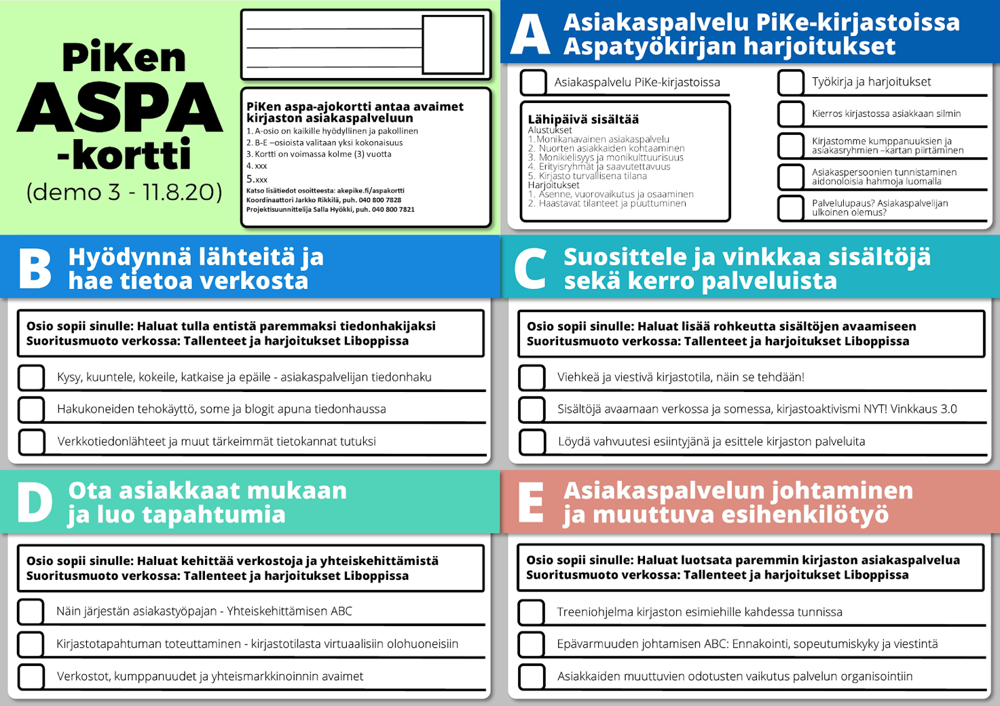 PiKen
ASPA
-kortti
(demo 3 - 11.8.20)
PiKen aspa-ajokortti antaa avaimet
kirjaston asiakaspalveluun
1. A-osio on kaikille hyödyllinen ja pakollinen
2. B-E –osioista valitaan yksi kokonaisuus
3. Kortti on voimassa kolme (3) vuotta
4. xxx
5.xxx
Katso lisätiedot osoitteesta: akepike.fi/aspakortti
Koordinaattori Jarkko Rikkilä, puh. 040 800 7828
Projektisuunnittelija Salla Hyökki, puh. 040 800 7821
A
Asiakaspalvelu PiKe-kirjastoissa
Aspatyökirjan harjoitukset
Asiakaspalvelu PiKe-kirjastoissa
Lähipäivä sisältää
Alustukset
1. Monikanavainen asiakaspalvelu
2. Nuorten asiakkaiden kohtaaminen
3. Monikielisyys ja monikulttuurisuus
4. Erityisryhmät ja saavutettavuus
5. Kirjasto turvallisena tilana
Harjoitukset
1. Asenne, vuorovaikutus ja osaaminen
2. Haastavat tilanteet ja puuttuminen
Työkirja ja harjoitukset
Kierros kirjastossa asiakkaan silmin
Kirjastomme kumppanuuksien ja
asiakasryhmien –kartan piirtäminen
Asiakaspersoonien tunnistaminen
aidonoloisia hahmoja luomalla
Palvelulupaus? Asiakaspalvelijan
ulkoinen olemus?
B
Hyödynnä lähteitä ja
hae tietoa verkosta
Osio sopii sinulle: Haluat tulla entistä paremmaksi tiedonhakijaksi
Suoritusmuoto verkossa: Tallenteet ja harjoitukset Liboppissa
Kysy, kuuntele, kokeile, katkaise ja epäile - asiakaspalvelijan tiedonhaku
Hakukoneiden tehokäyttö, some ja blogit apuna tiedonhaussa
Verkkotiedonlähteet ja muut tärkeimmät tietokannat tutuksi
C
Suosittele ja vinkkaa sisältöjä
sekä kerro palveluista
Osio sopii sinulle: Haluat lisää rohkeutta sisältöjen avaamiseen
Suoritusmuoto verkossa: Tallenteet ja harjoitukset Liboppissa
Viehkeä ja viestivä kirjastotila, näin se tehdään!
Sisältöjä avaamaan verkossa ja somessa, kirjastoaktivismi NYT! Vinkkaus 3.0
Löydä vahvuutesi esiintyjänä ja esittele kirjaston palveluita
D
Ota asiakkaat mukaan
ja luo tapahtumia
Osio sopii sinulle: Haluat kehittää verkostoja ja yhteiskehittämistä
Suoritusmuoto verkossa: Tallenteet ja harjoitukset Liboppissa
Näin järjestän asiakastyöpajan - Yhteiskehittämisen ABC
Kirjastotapahtuman toteuttaminen - kirjastotilasta virtuaalisiin olohuoneisiin
Verkostot, kumppanuudet ja yhteismarkkinoinnin avaimet
E
Asiakaspalvelun johtaminen
ja muuttuva esihenkilötyö
Osio sopii sinulle: Haluat luotsata paremmin kirjaston asiakaspalvelua
Suoritusmuoto verkossa: Tallenteet ja harjoitukset Liboppissa
Treeniohjelma kirjaston esimiehille kahdessa tunnissa
Epävarmuuden johtamisen ABC: Ennakointi, sopeutumiskyky ja viestintä
Asiakkaiden muuttuvien odotusten vaikutus palvelun organisointiin